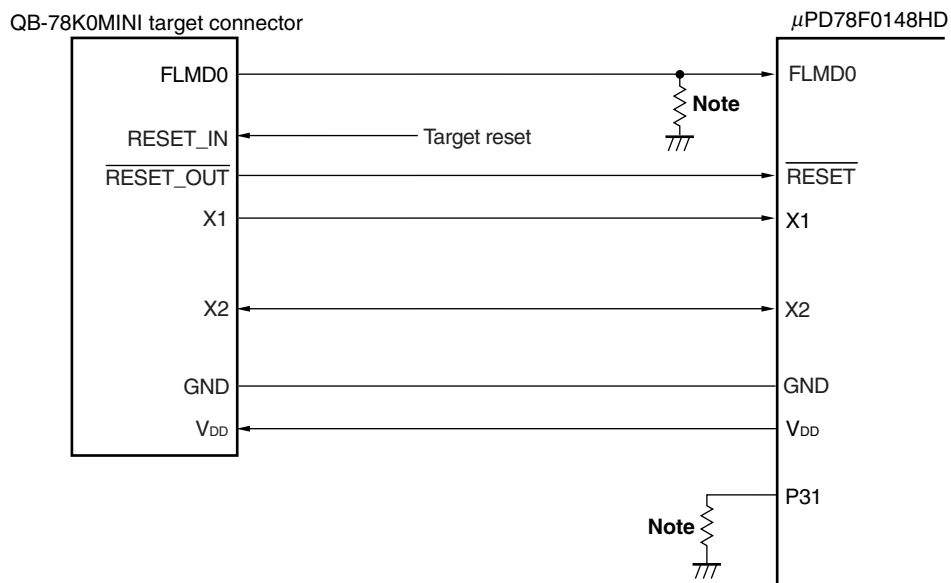 QB-78K0MINI target connector
μPD78F0148HD
FLMD0
FLMD0
Note
RESET_IN
Target reset
RESET_OUT
RESET
X1
X1
X2
X2
GND
GND
VDD
VDD
P31
Note